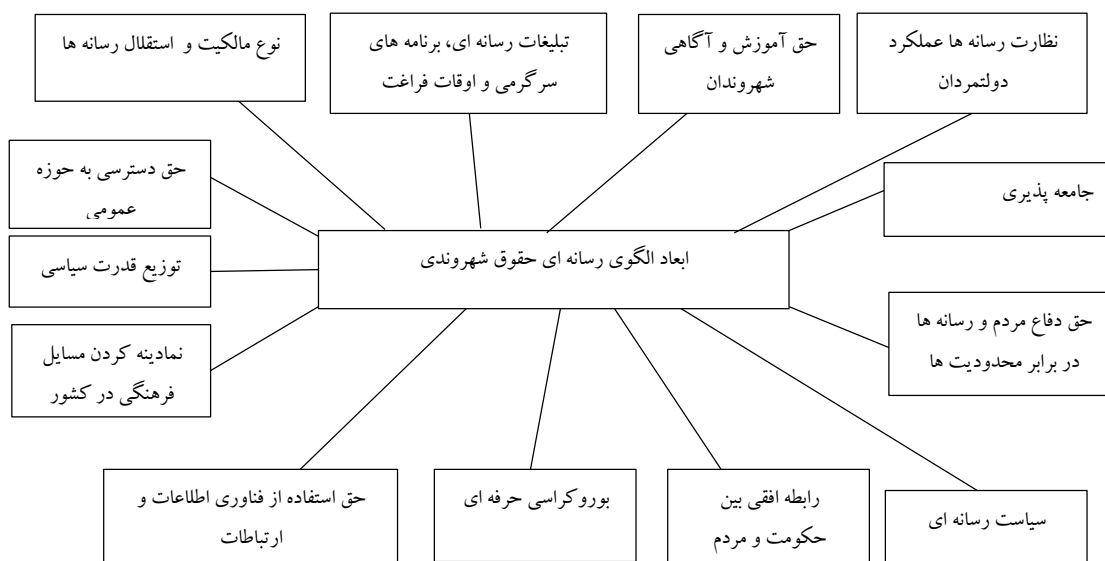 نظارت رسانه ها عملکرد
دولتمردان
حق آموزش و آگاهی
شهروندان
تبلیغات رسانه ای، برنامه های
سرگرمی و اوقات فراغت
نوع مالکیت و استقلال رسانه ها
جامعه پذیری
حق دسترسی به حوزه
عمومی
ابعاد الگوی رسانه ای حقوق شهروندی
توزیع قدرت سیاسی
حق دفاع مردم و رسانه ها
در برابر محدودیت ها
نمادینه کردن مسایل
فرهنگی در کشور
سیاست رسانه ای
رابطه افقی بین
حکومت و مردم
بوروکراسی حرفه ای
حق استفاده از فناوری اطلاعات و
ارتباطات